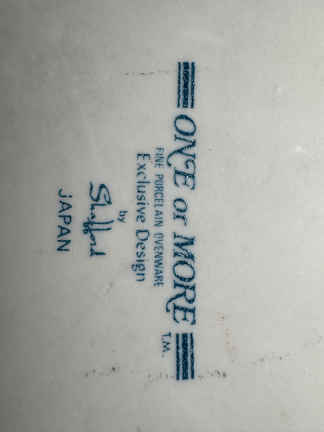 ONE or MORE T.M.
FINE PORCELAIN OVENWARE
Exclusive Design
by
Shafford
JAPAN